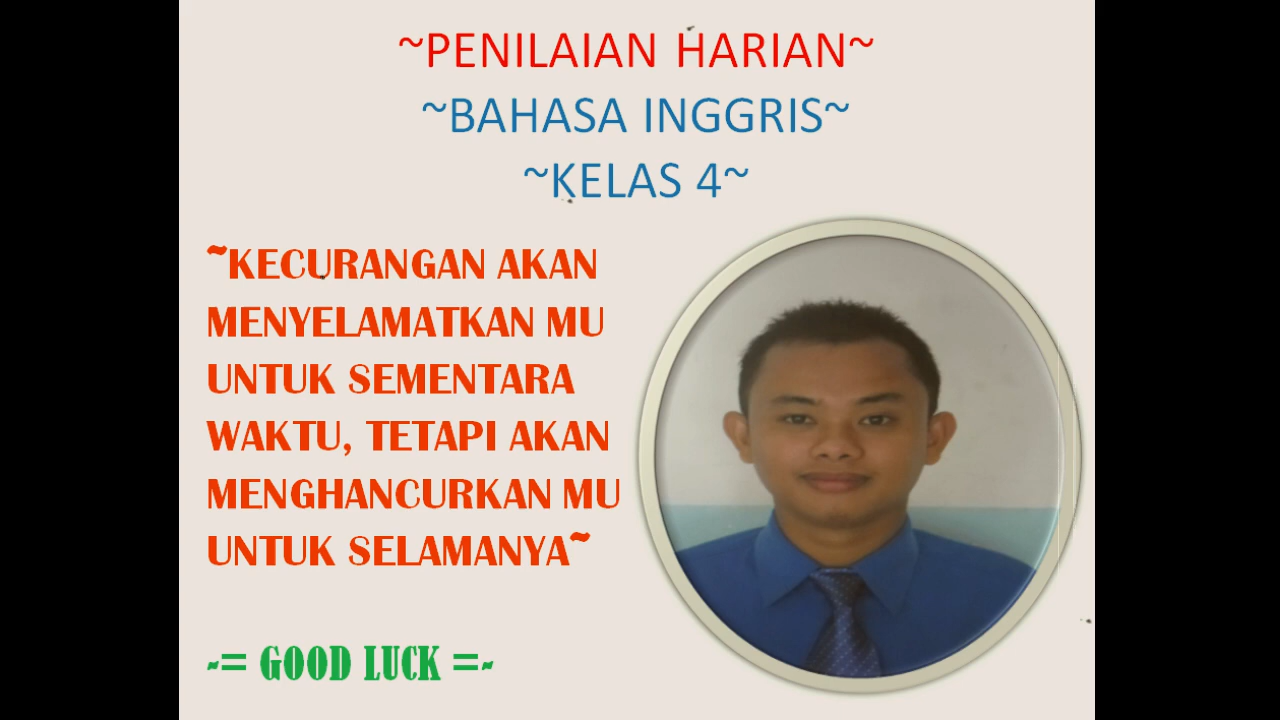 ~PENILAIAN HARIAN~
~BAHASA INGGRIS~
~KELAS 4~
~KECURANGAN AKAN
MENYELAMATKAN MU
UNTUK SEMENTARA
WAKTU, TETAPI AKAN
MENGHANCURKAN MU
UNTUK SELAMANYA~
-= GOOD LUCK =-